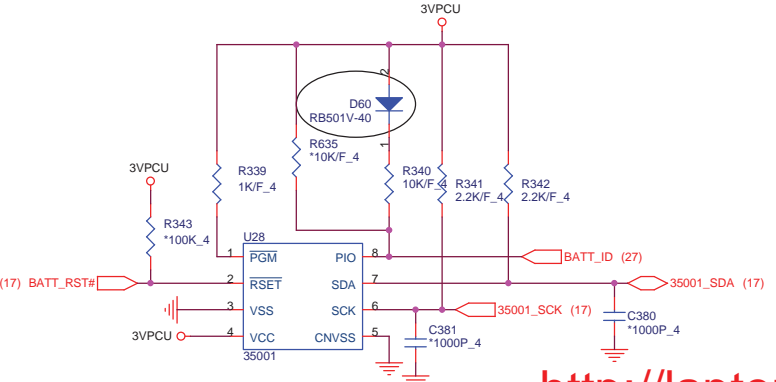 3VPCU
2
D60
RB501V-40
1
R635
*10K/F_4
3VPCU
R339
1K/F_4
R340
10K/F_4
R341
2.2K/F_4
R342
2.2K/F_4
R343
*100K_4
U28
1 PGM PIO 8 BATT_ID (27)
(17) BATT_RST# 2 RSET SDA 7 35001_SDA (17)
3 VSS SCK 6 35001_SCK (17)
3VPCU 4 VCC CNVSS 5
35001
C380
*1000P_4
C381
*1000P_4